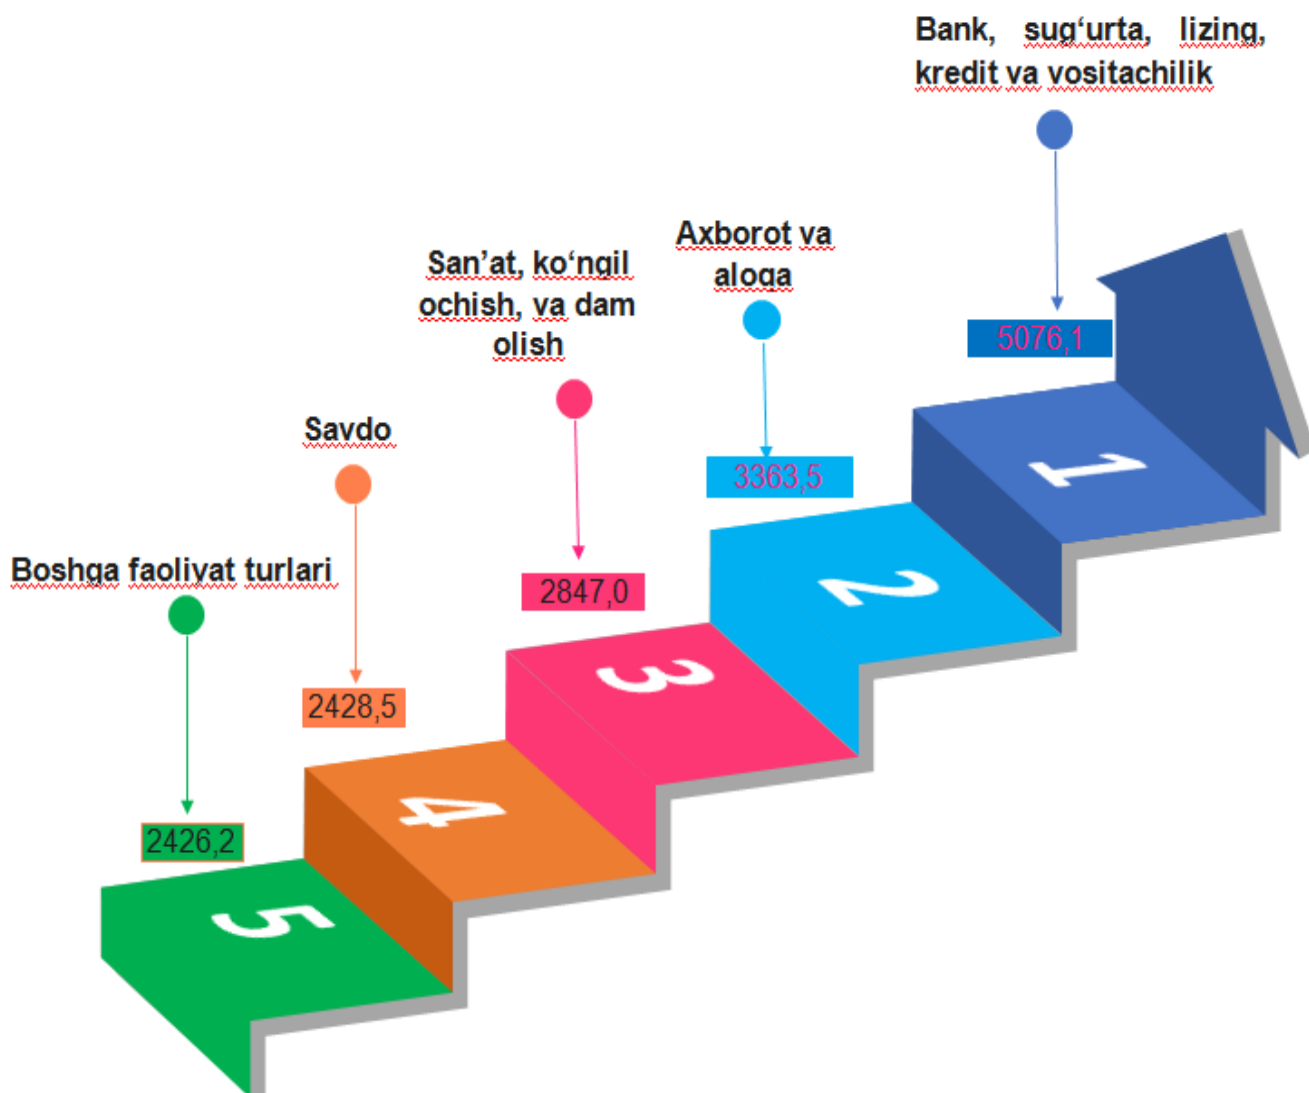 Bank, sug‘urta, lizing,
kredit va vositachilik
5076,1
Axborot va
aloqa
3363,5
San’at, ko‘ngil
ochish, va dam
olish
2847,0
Savdo
2428,5
Boshqa faoliyat turlari
2426,2
1
2
3
4
5